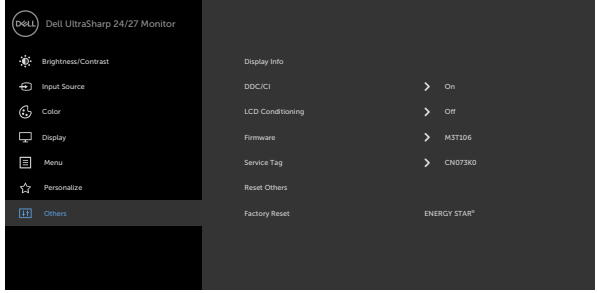 DELL
Dell UltraSharp 24/27 Monitor
Brightness/Contrast
Input Source
Color
Display
Menu
Personalize
Others
Display Info
DDC/CI On
LCD Conditioning Off
Firmware M3T106
Service Tag CN073K0
Reset Others
Factory Reset ENERGY STAR®